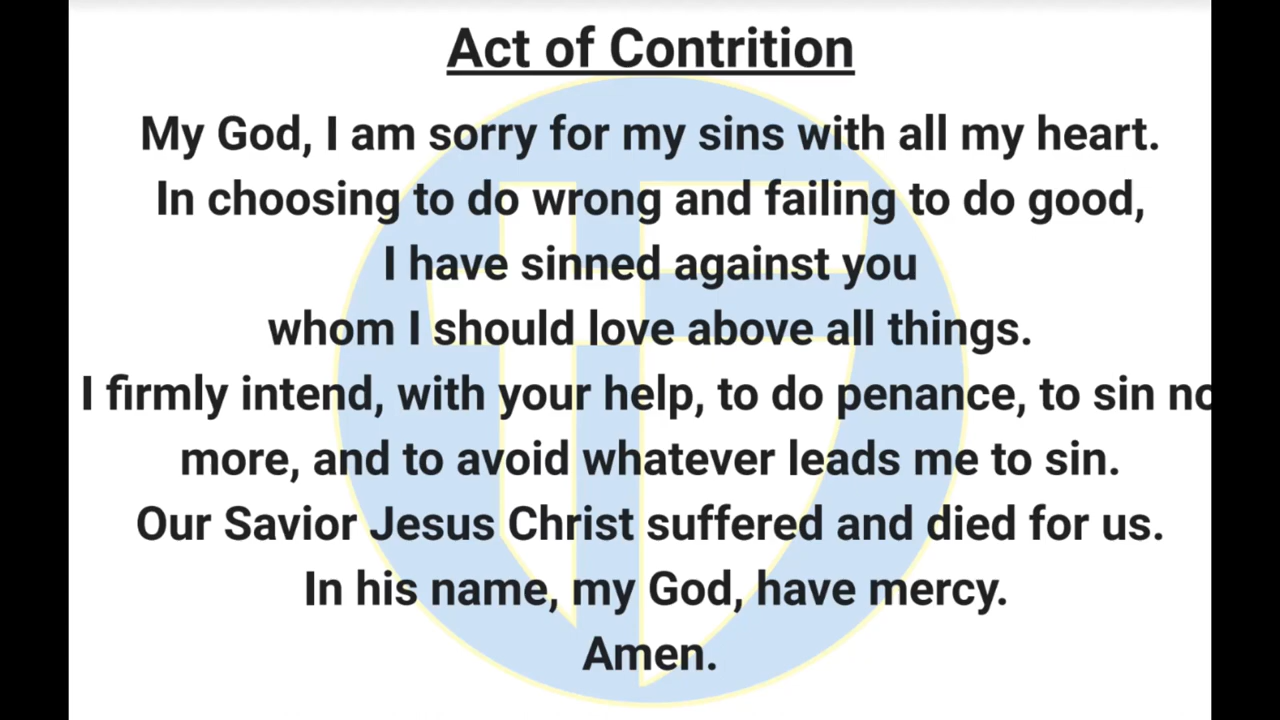 Act of Contrition
My God, I am sorry for my sins with all my heart.
In choosing to do wrong and failing to do good,
I have sinned against you
whom I should love above all things.
I firmly intend, with your help, to do penance, to sin no
more, and to avoid whatever leads me to sin.
Our Savior Jesus Christ suffered and died for us.
In his name, my God, have mercy.
Amen.